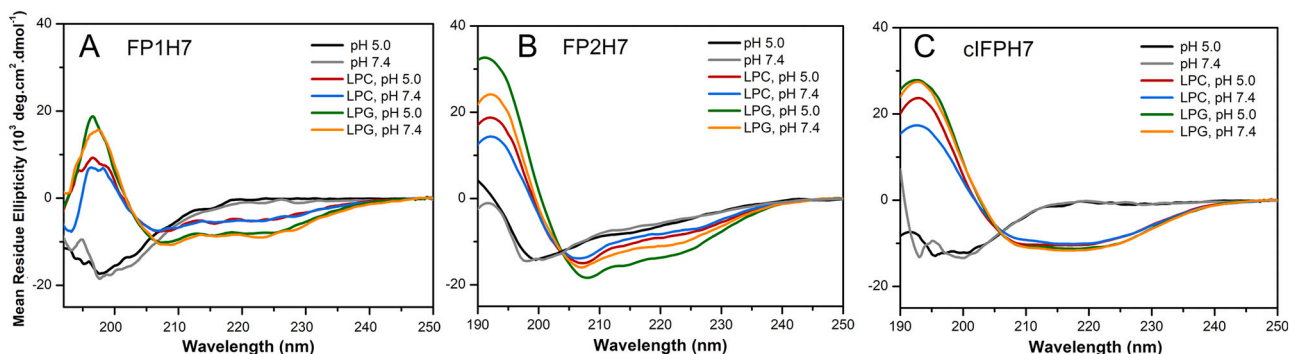 Mean Residue Ellipticity (10³ deg.cm².dmol⁻¹)
A FP1H7
pH 5.0
pH 7.4
LPC, pH 5.0
LPC, pH 7.4
LPG, pH 5.0
LPG, pH 7.4
40
20
0
-20
200 210 220 230 240 250
Wavelength (nm)
B FP2H7
pH 5.0
pH 7.4
LPC, pH 5.0
LPC, pH 7.4
LPG, pH 5.0
LPG, pH 7.4
40
20
0
-20
190 200 210 220 230 240 250
Wavelength (nm)
C cIFPH7
pH 5.0
pH 7.4
LPC, pH 5.0
LPC, pH 7.4
LPG, pH 5.0
LPG, pH 7.4
40
20
0
-20
190 200 210 220 230 240 250
Wavelength (nm)